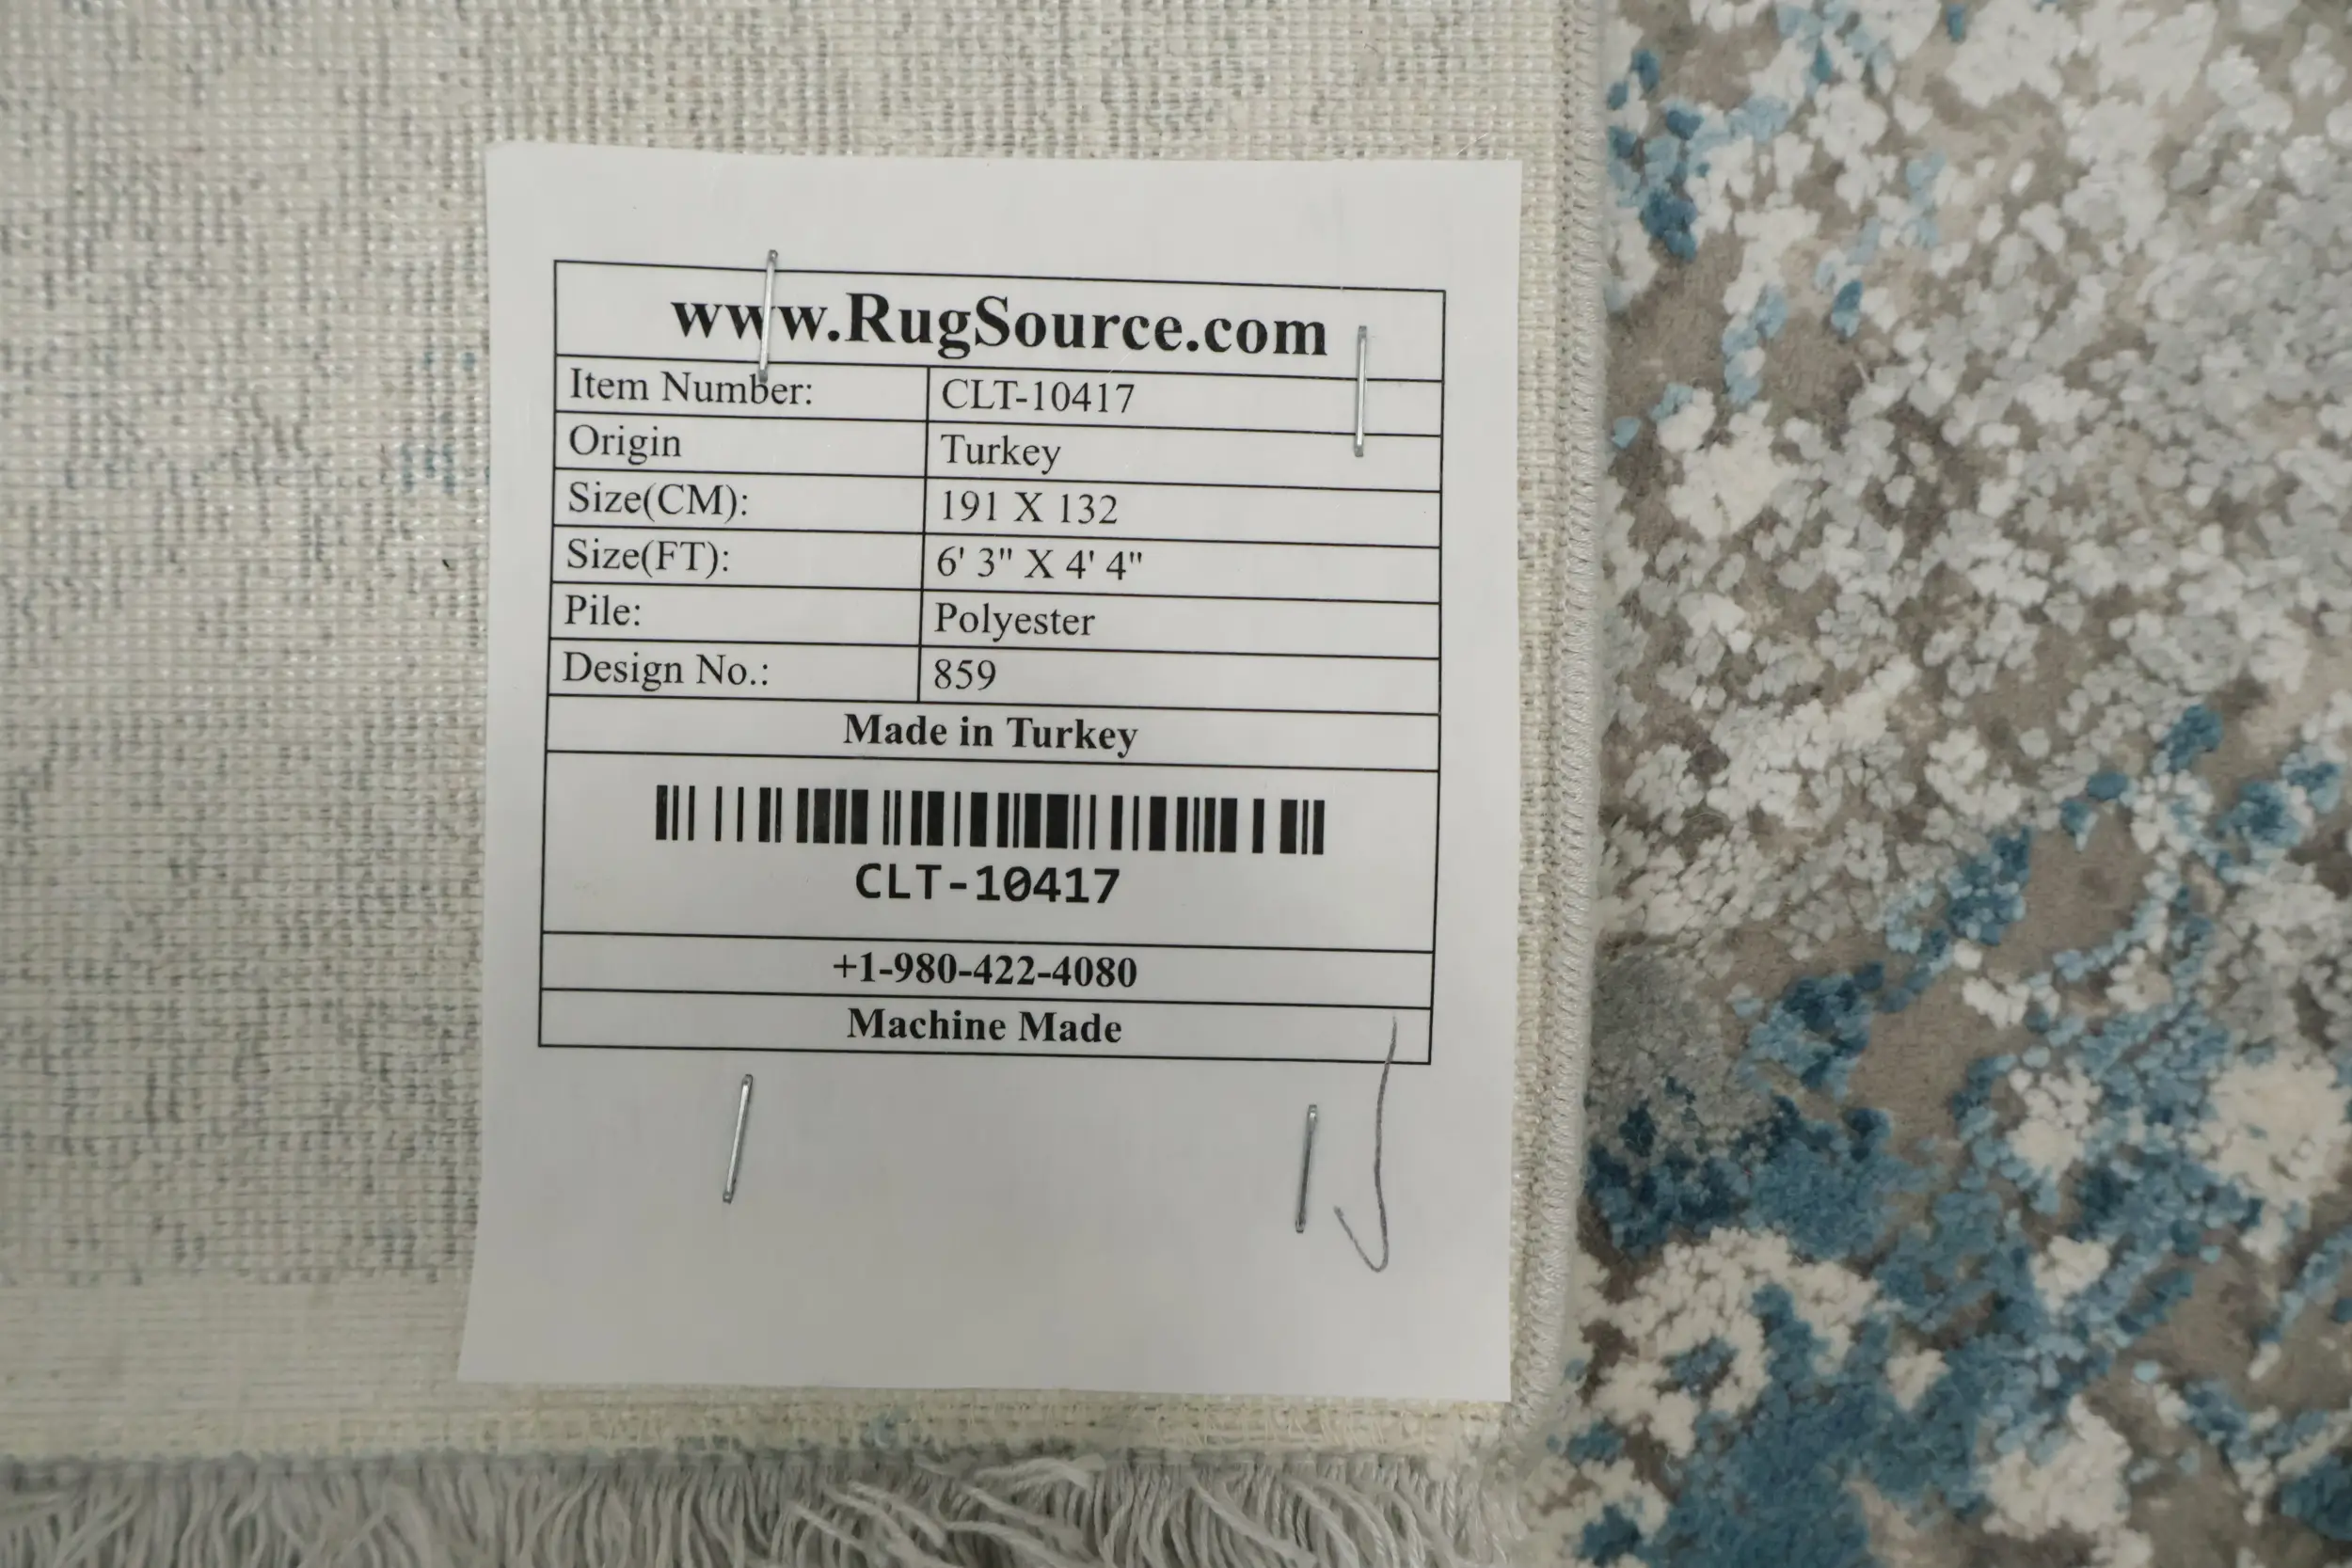 www.RugSource.com
Item Number: CLT-10417
Origin Turkey
Size(CM): 191 X 132
Size(FT): 6' 3" X 4' 4"
Pile: Polyester
Design No.: 859
Made in Turkey
CLT-10417
+1-980-422-4080
Machine Made